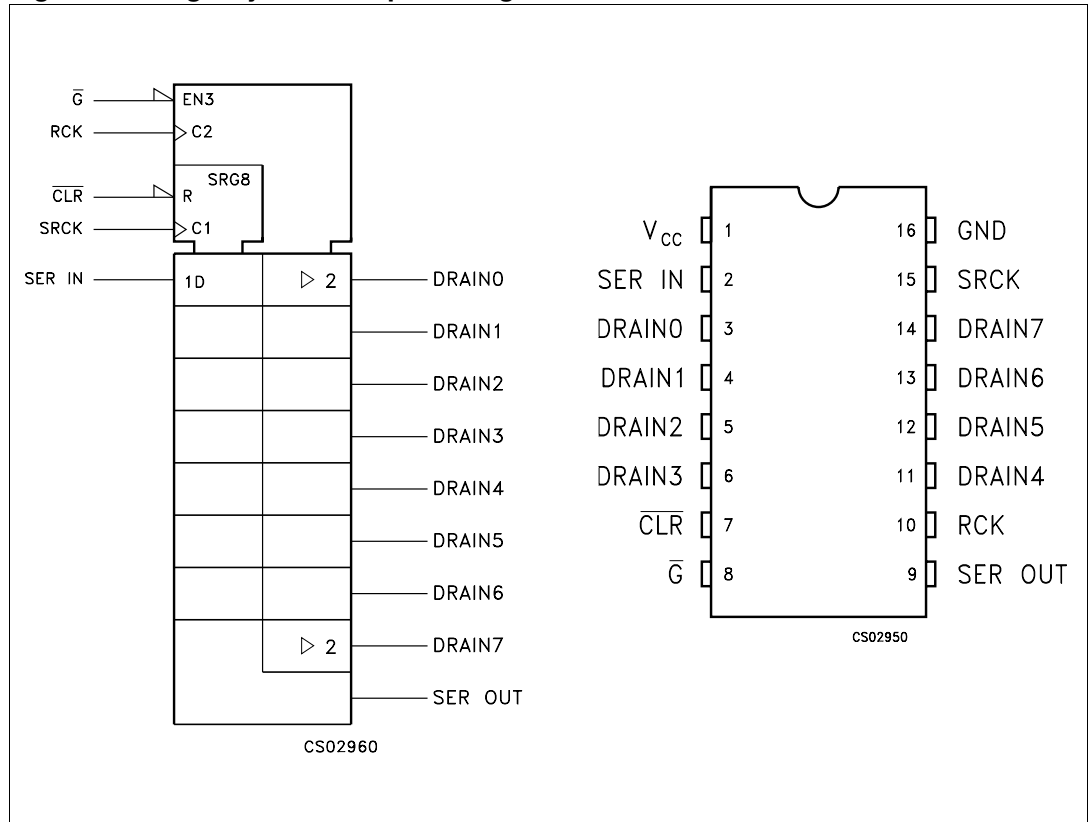 G̅
EN3
RCK
C2
SRG8
C̅L̅R̅
R
SRCK
C1
SER IN
1D
2
DRAIN0
DRAIN1
DRAIN2
DRAIN3
DRAIN4
DRAIN5
DRAIN6
2
DRAIN7
SER OUT
CS02960
VCC 1 16 GND
SER IN 2 15 SRCK
DRAIN0 3 14 DRAIN7
DRAIN1 4 13 DRAIN6
DRAIN2 5 12 DRAIN5
DRAIN3 6 11 DRAIN4
C̅L̅R̅ 7 10 RCK
G̅ 8 9 SER OUT
CS02950